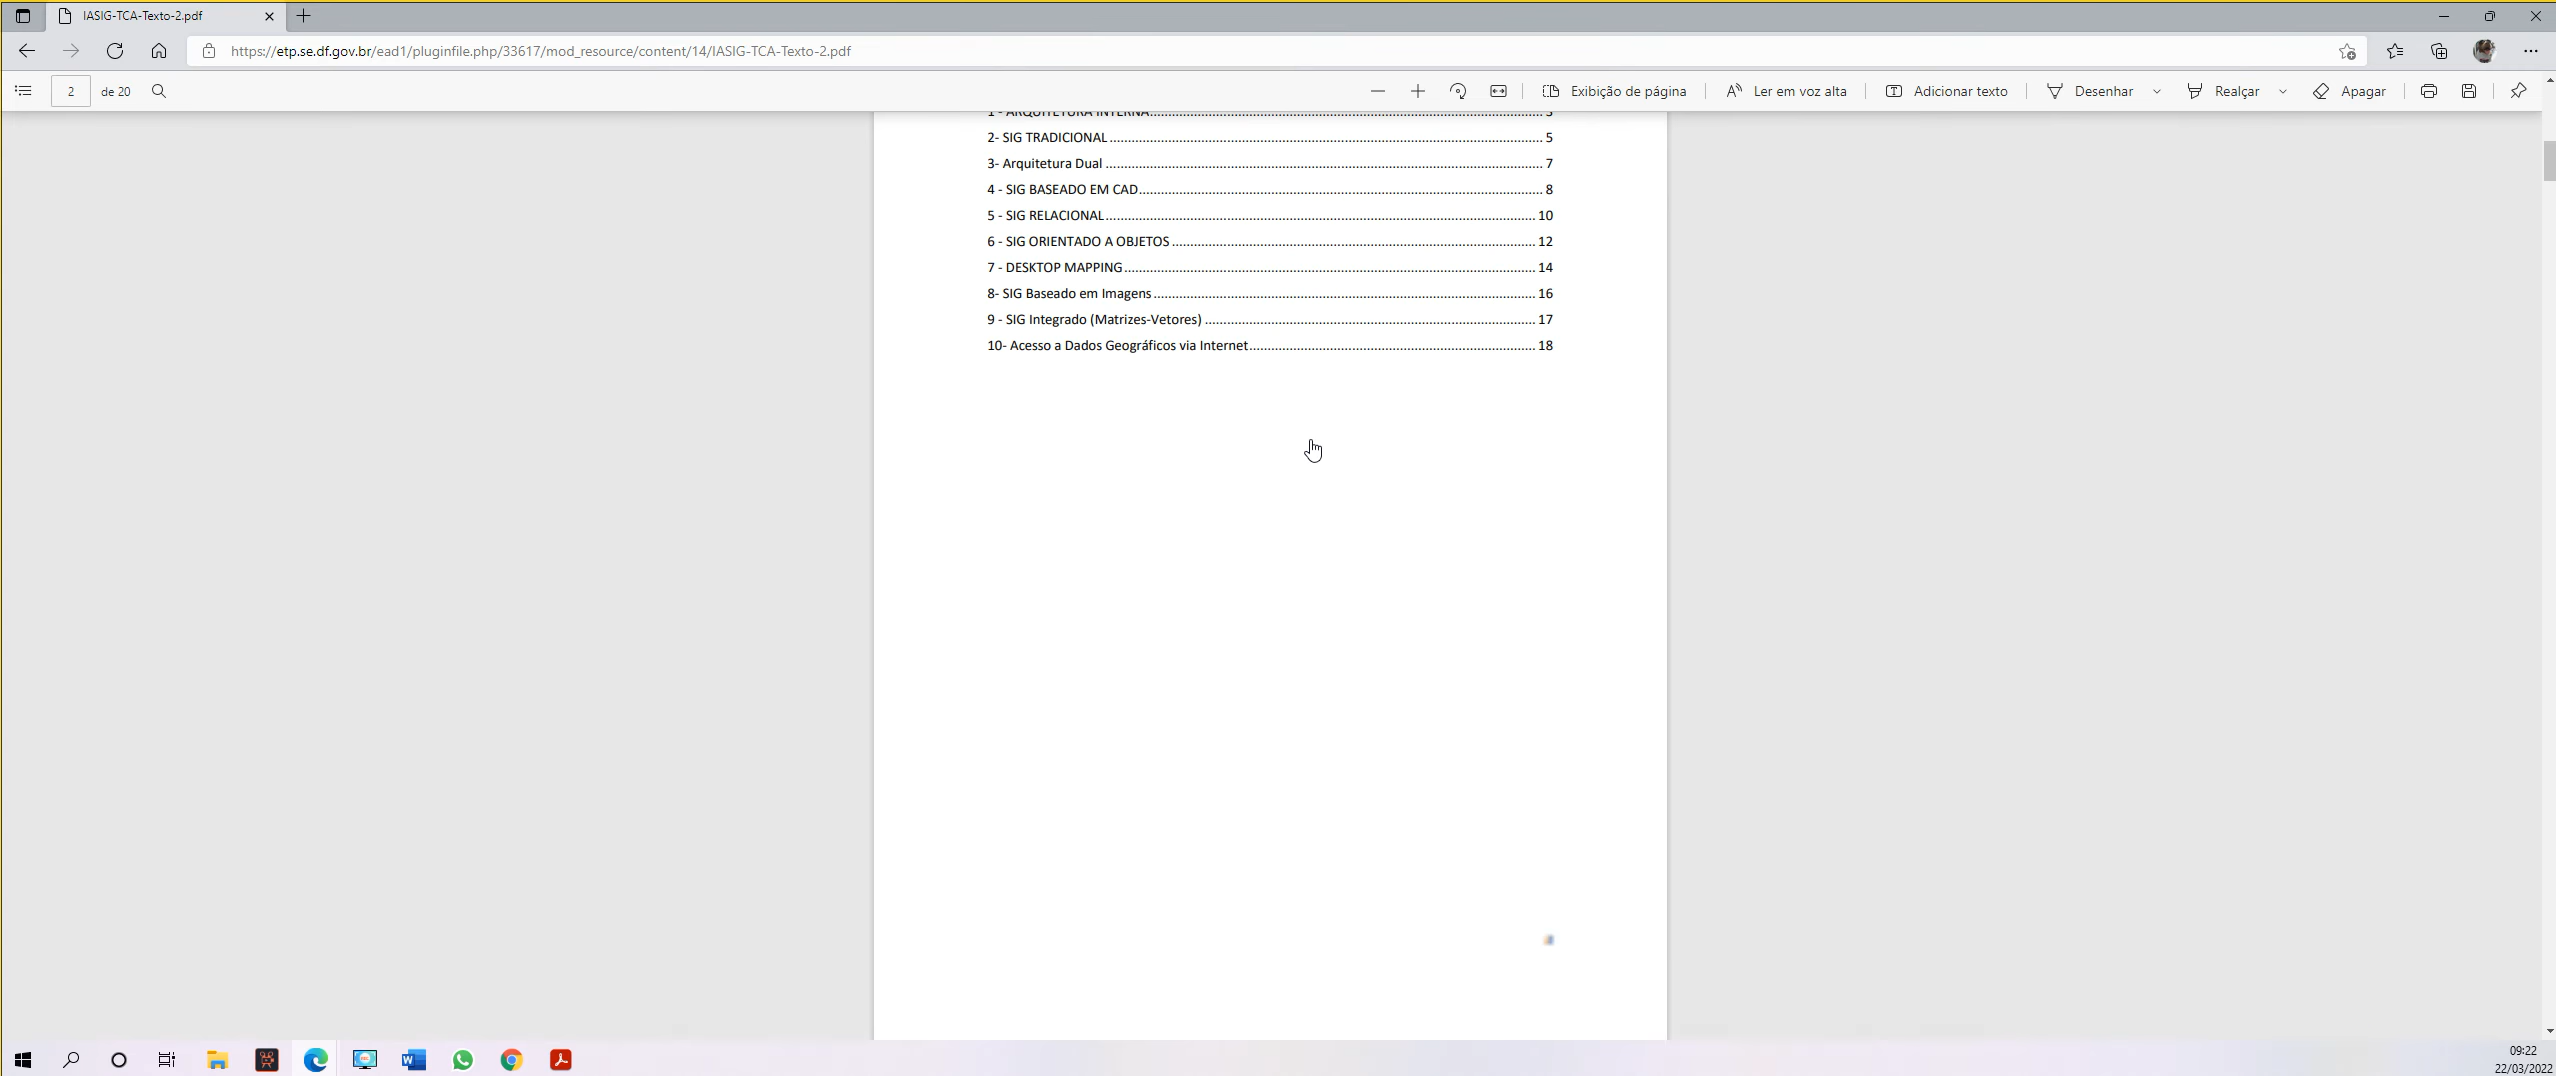 IASIG-TCA-Texto-2.pdf
https://etp.se.df.gov.br/ead1/pluginfile.php/33617/mod_resource/content/14/IASIG-TCA-Texto-2.pdf
2 de 20 Exibição de página Ler em voz alta Adicionar texto Desenhar Realçar Apagar
1 - ARQUITETURA INTERNA 3
2- SIG TRADICIONAL 5
3- Arquitetura Dual 7
4 - SIG BASEADO EM CAD 8
5 - SIG RELACIONAL 10
6 - SIG ORIENTADO A OBJETOS 12
7 - DESKTOP MAPPING 14
8- SIG Baseado em Imagens 16
9 - SIG Integrado (Matrizes-Vetores) 17
10- Acesso a Dados Geográficos via Internet 18
09:22
22/03/2022